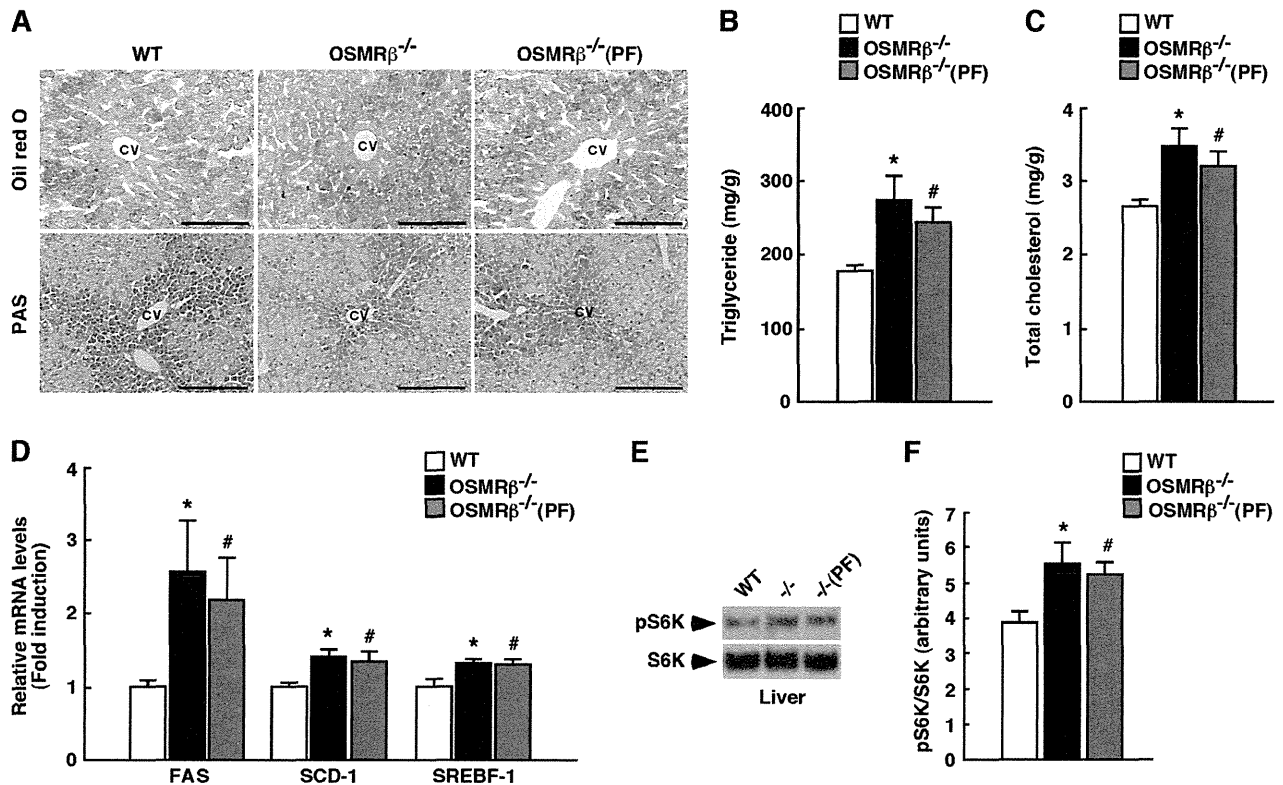 A
WT
OSMRβ-/-
OSMRβ-/-(PF)
Oil red O
CV
CV
CV
PAS
CV
CV
CV
B
WT
OSMRβ-/-
OSMRβ-/-(PF)
Triglyceride (mg/g)
400
300
200
100
0
*
#
C
WT
OSMRβ-/-
OSMRβ-/-(PF)
Total cholesterol (mg/g)
4
3
2
1
0
*
#
D
WT
OSMRβ-/-
OSMRβ-/-(PF)
Relative mRNA levels
(Fold induction)
4
3
2
1
0
*
#
*
#
*
#
FAS
SCD-1
SREBF-1
E
WT
-/-
-/-(PF)
pS6K
S6K
Liver
F
WT
OSMRβ-/-
OSMRβ-/-(PF)
pS6K/S6K (arbitrary units)
7
6
5
4
3
2
1
0
*
#